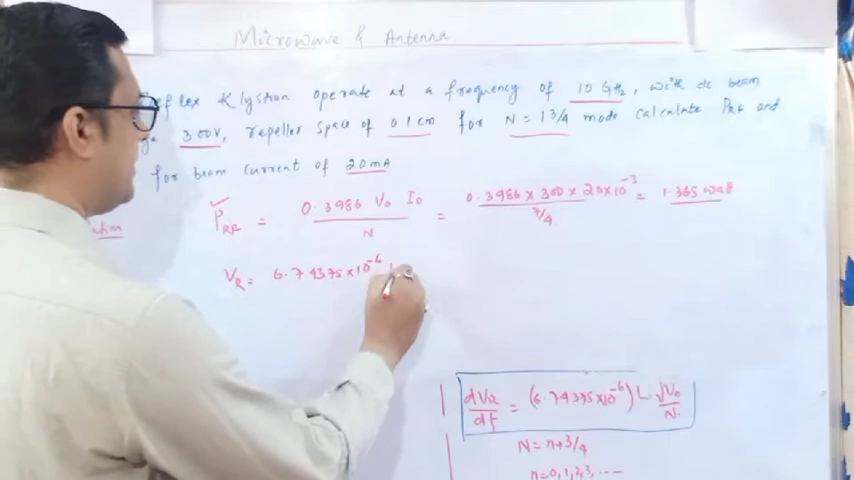 Microwave & Antenna
eflex Klystron operate at a frequency of 10 GHz, with dc beam
ge 300V, repeller space of 0.1 cm for N = 1 3/4 mode calculate PRF and
for beam current of 20mA
PRF = 0.3986 V0 I0 / N = 0.3986 × 300 × 20×10^-3 / 7/4 = 1.365
VR = 6.74375×10^-6
dVR/df = (6.74375×10^-6) L √V0/N
N = n+3/4
n=0,1,2,3,---